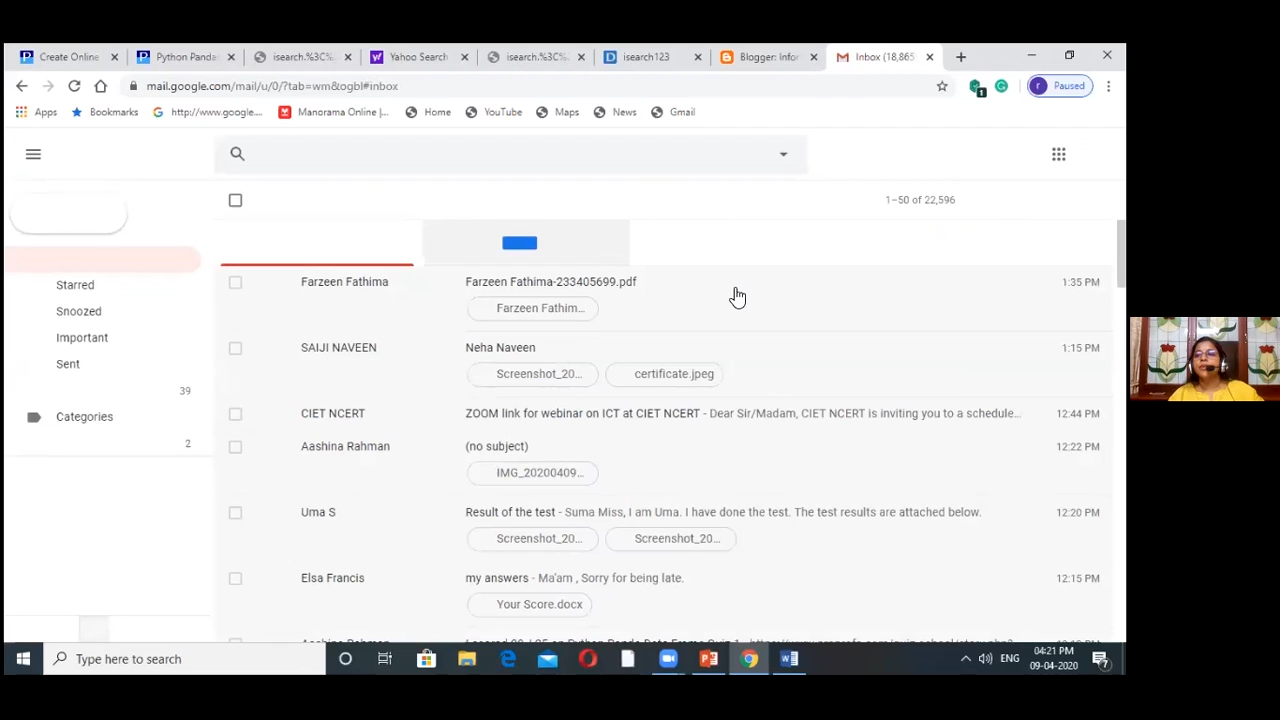 Create Online
Python Panda
isearch.%3C%
Yahoo Search
isearch.%3C%
isearch123
Blogger: Infor
Inbox (18,865
mail.google.com/mail/u/0/?tab=wm&ogbl#inbox
1
r
Paused
Apps
Bookmarks
http://www.google....
Manorama Online |...
Home
YouTube
Maps
News
Gmail
1–50 of 22,596
Farzeen Fathima
Farzeen Fathima-233405699.pdf
1:35 PM
Starred
Farzeen Fathim...
Snoozed
Important
SAIJI NAVEEN
Neha Naveen
1:15 PM
Sent
Screenshot_20...
certificate.jpeg
39
Categories
CIET NCERT
ZOOM link for webinar on ICT at CIET NCERT - Dear Sir/Madam, CIET NCERT is inviting you to a schedule...
12:44 PM
2
Aashina Rahman
(no subject)
12:22 PM
IMG_20200409...
Uma S
Result of the test - Suma Miss, I am Uma. I have done the test. The test results are attached below.
12:20 PM
Screenshot_20...
Screenshot_20...
Elsa Francis
my answers - Ma'am , Sorry for being late.
12:15 PM
Your Score.docx
Type here to search
ENG
04:21 PM
09-04-2020
7